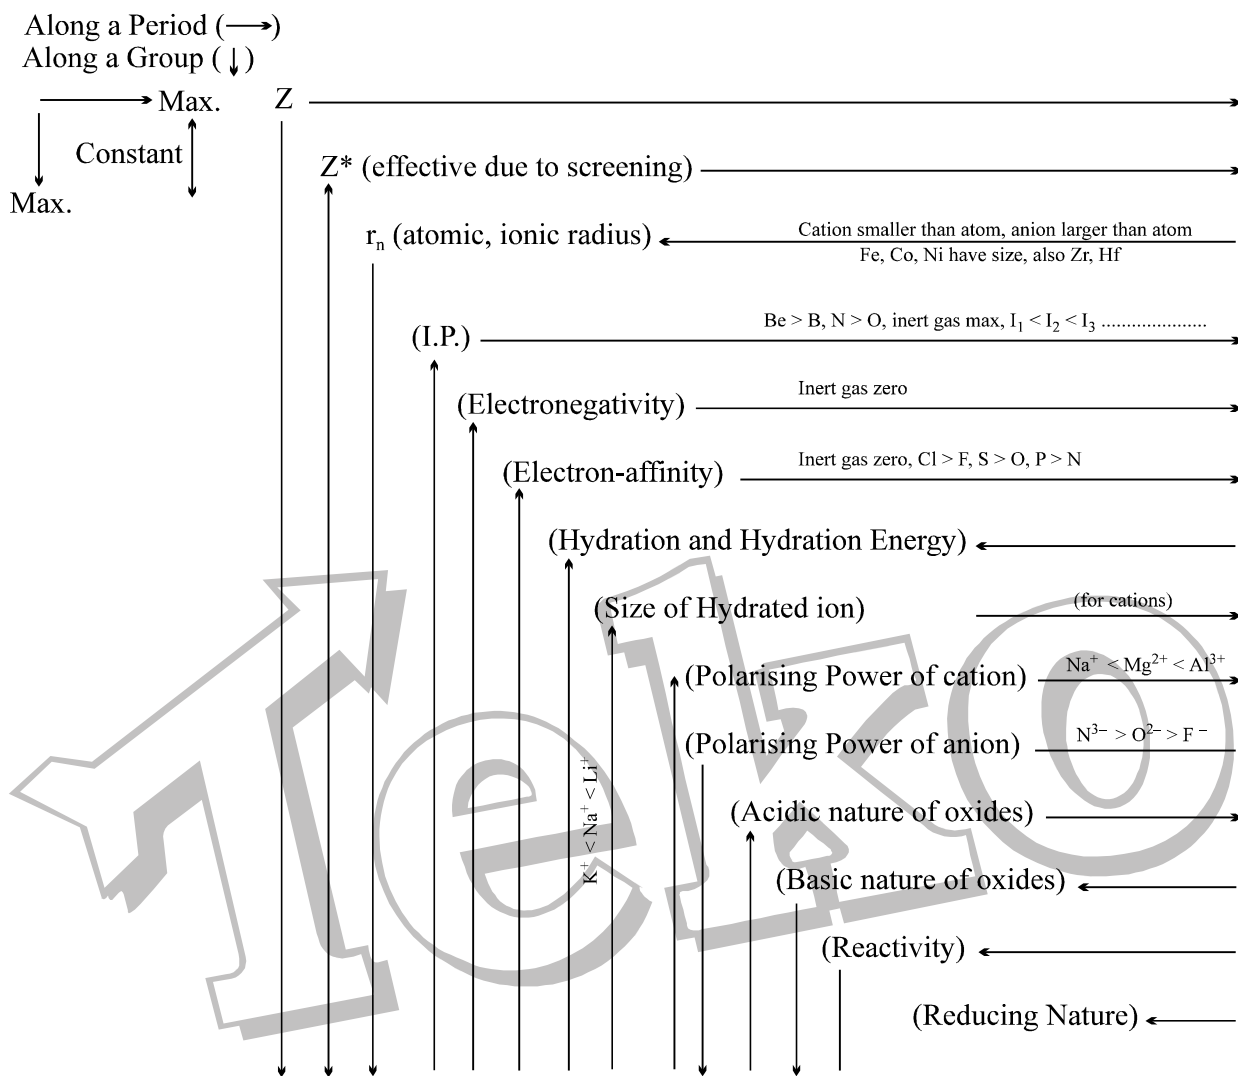 Along a Period (⟶)
Along a Group (↓)
Max.
Z
Constant
Z* (effective due to screening)
Max.
rₙ (atomic, ionic radius)
Cation smaller than atom, anion larger than atom
Fe, Co, Ni have size, also Zr, Hf
(I.P.)
Be > B, N > O, inert gas max, I₁ < I₂ < I₃ .....................
(Electronegativity)
Inert gas zero
(Electron-affinity)
Inert gas zero, Cl > F, S > O, P > N
(Hydration and Hydration Energy)
(Size of Hydrated ion)
(for cations)
(Polarising Power of cation)
Na⁺ < Mg²⁺ < Al³⁺
(Polarising Power of anion)
N³⁻ > O²⁻ > F⁻
K⁺ < Na⁺ < Li⁺
(Acidic nature of oxides)
(Basic nature of oxides)
(Reactivity)
(Reducing Nature)
Teko